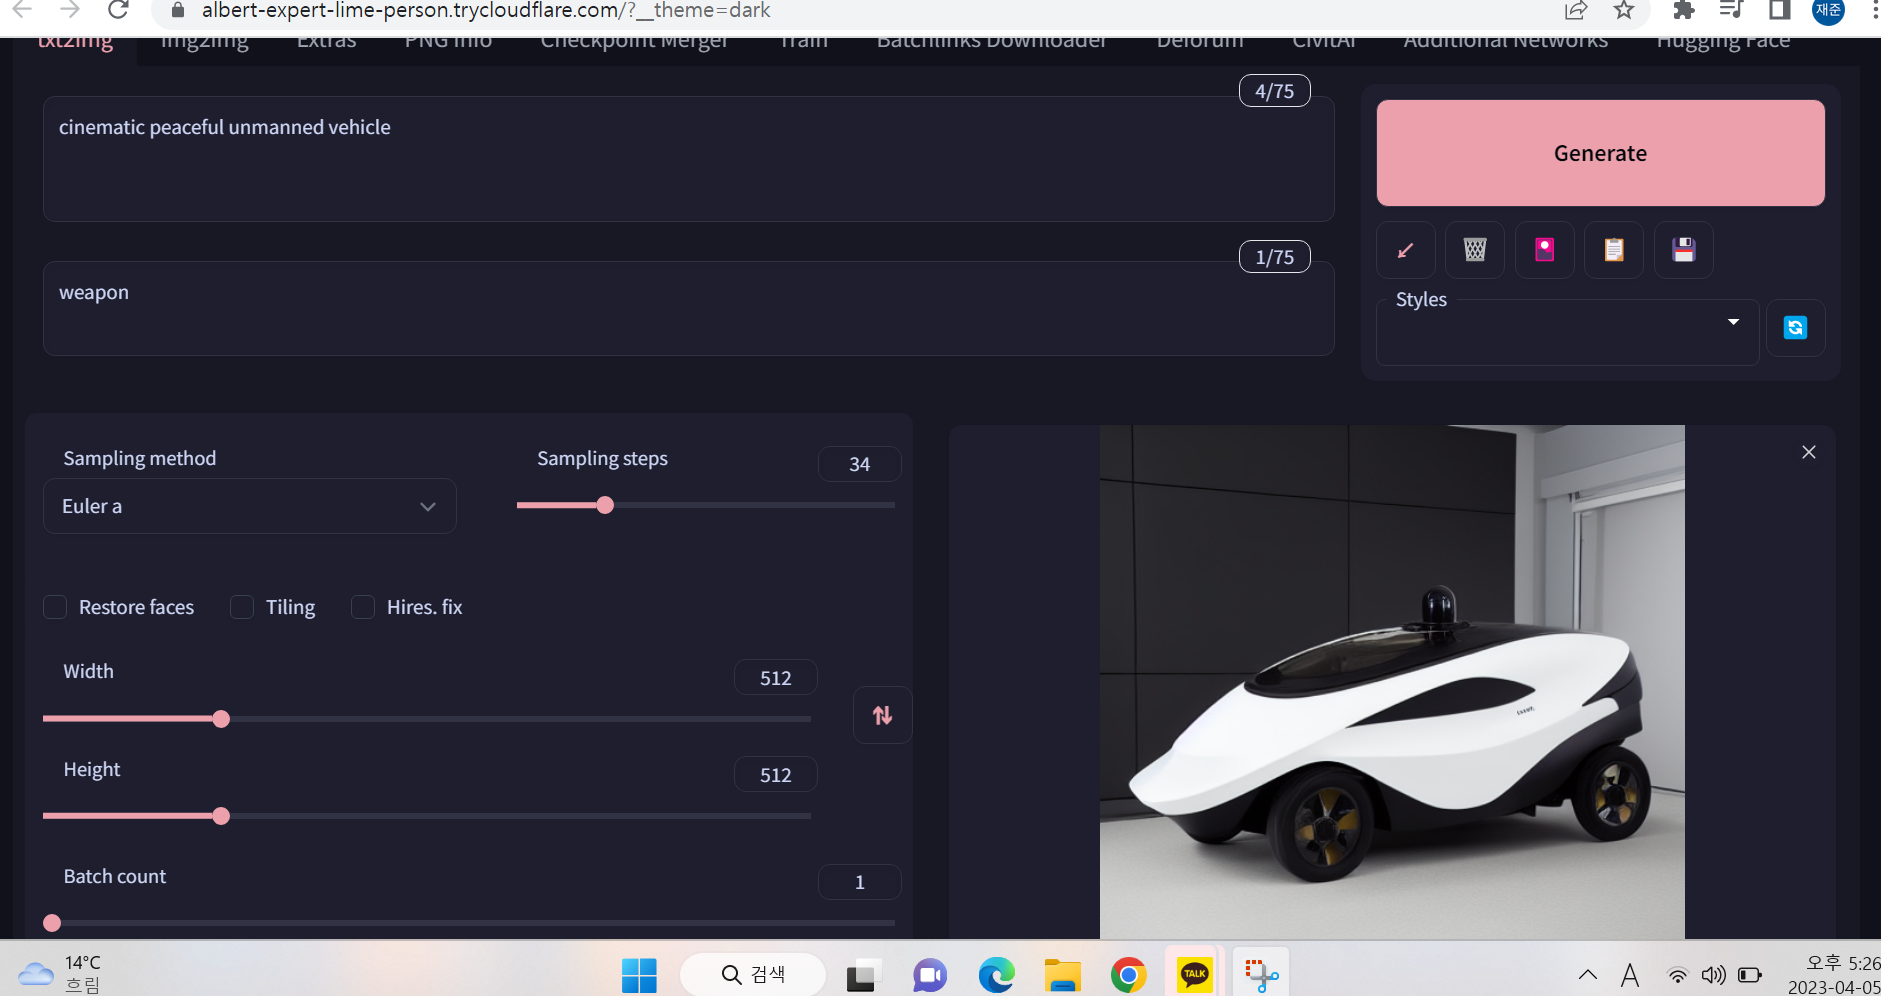 albert-expert-lime-person.trycloudflare.com/?__theme=dark
재준
txt2img img2img Extras PNG Info Checkpoint Merger Train Batchlinks Downloader Deforum CivitAi Additional Networks Hugging Face
4/75
cinematic peaceful unmanned vehicle
Generate
1/75
weapon
Styles
Sampling method
Sampling steps
34
Euler a
Restore faces
Tiling
Hires. fix
Width
512
Height
512
Batch count
1
14°C
흐림
검색
TALK
A
오후 5:26
2023-04-05